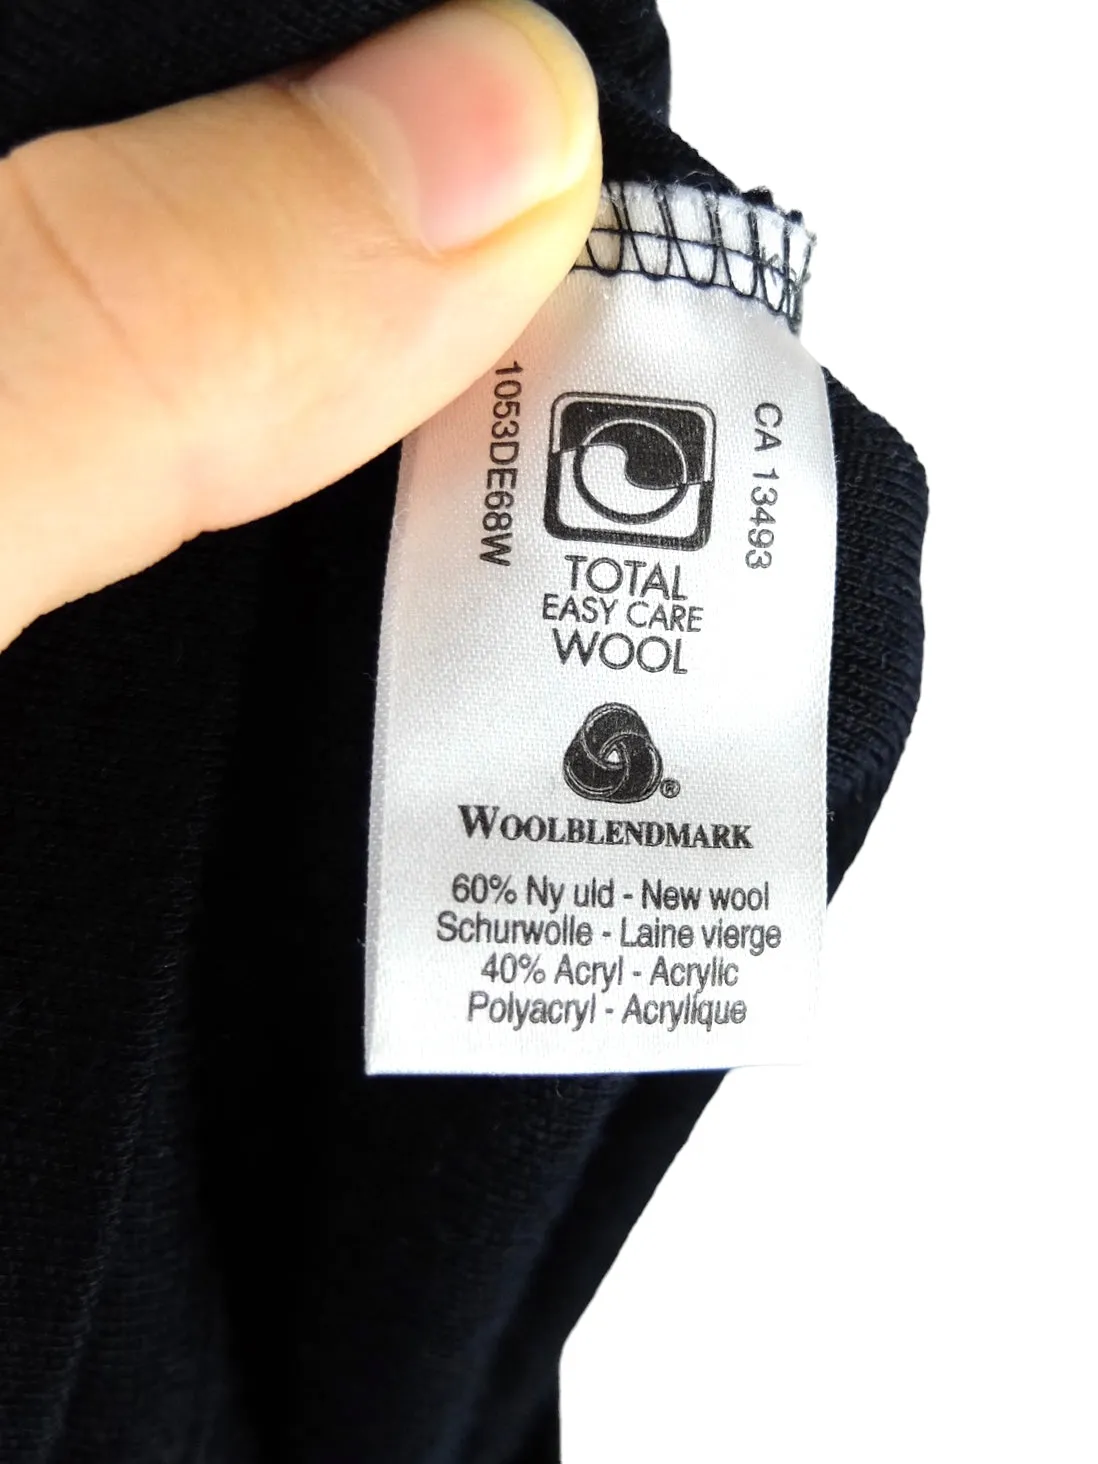 1053DE68W
CA 13493
TOTAL
EASY CARE
WOOL
®
WOOLBLENDMARK
60% Ny uld - New wool
Schurwolle - Laine vierge
40% Acryl - Acrylic
Polyacryl - Acrylique